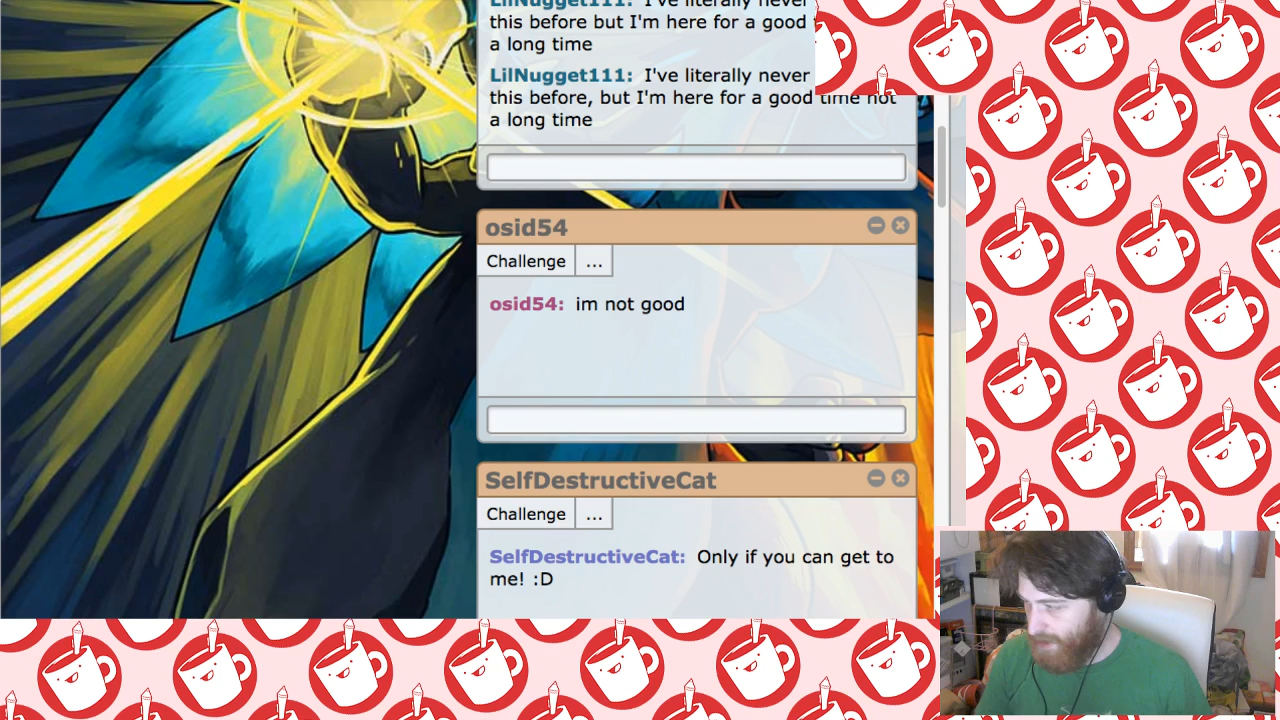 LilNugget111: I've literally never
this before but I'm here for a good
a long time
LilNugget111: I've literally never
this before, but I'm here for a good time not
a long time
osid54
Challenge
...
osid54: im not good
SelfDestructiveCat
Challenge
...
SelfDestructiveCat: Only if you can get to
me! :D